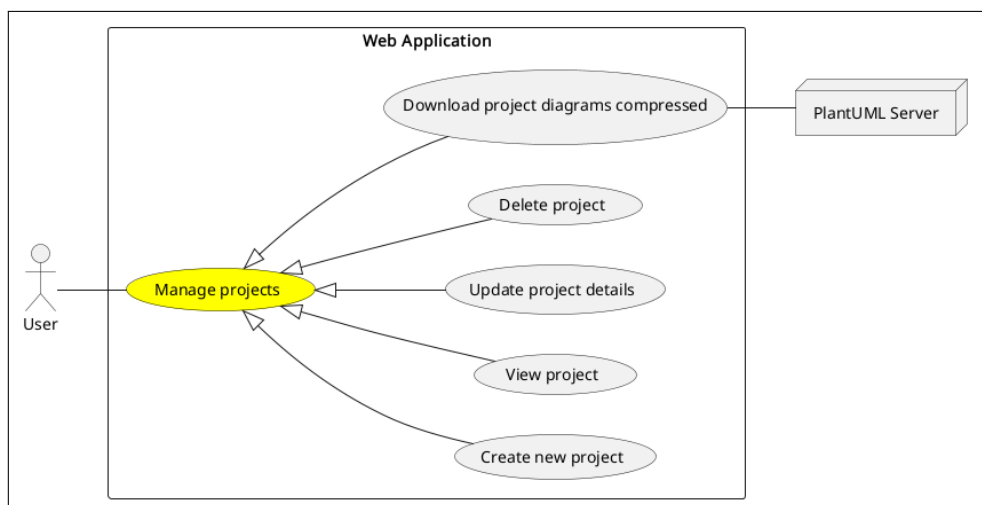 Web Application
Download project diagrams compressed
PlantUML Server
Delete project
Manage projects
Update project details
User
View project
Create new project